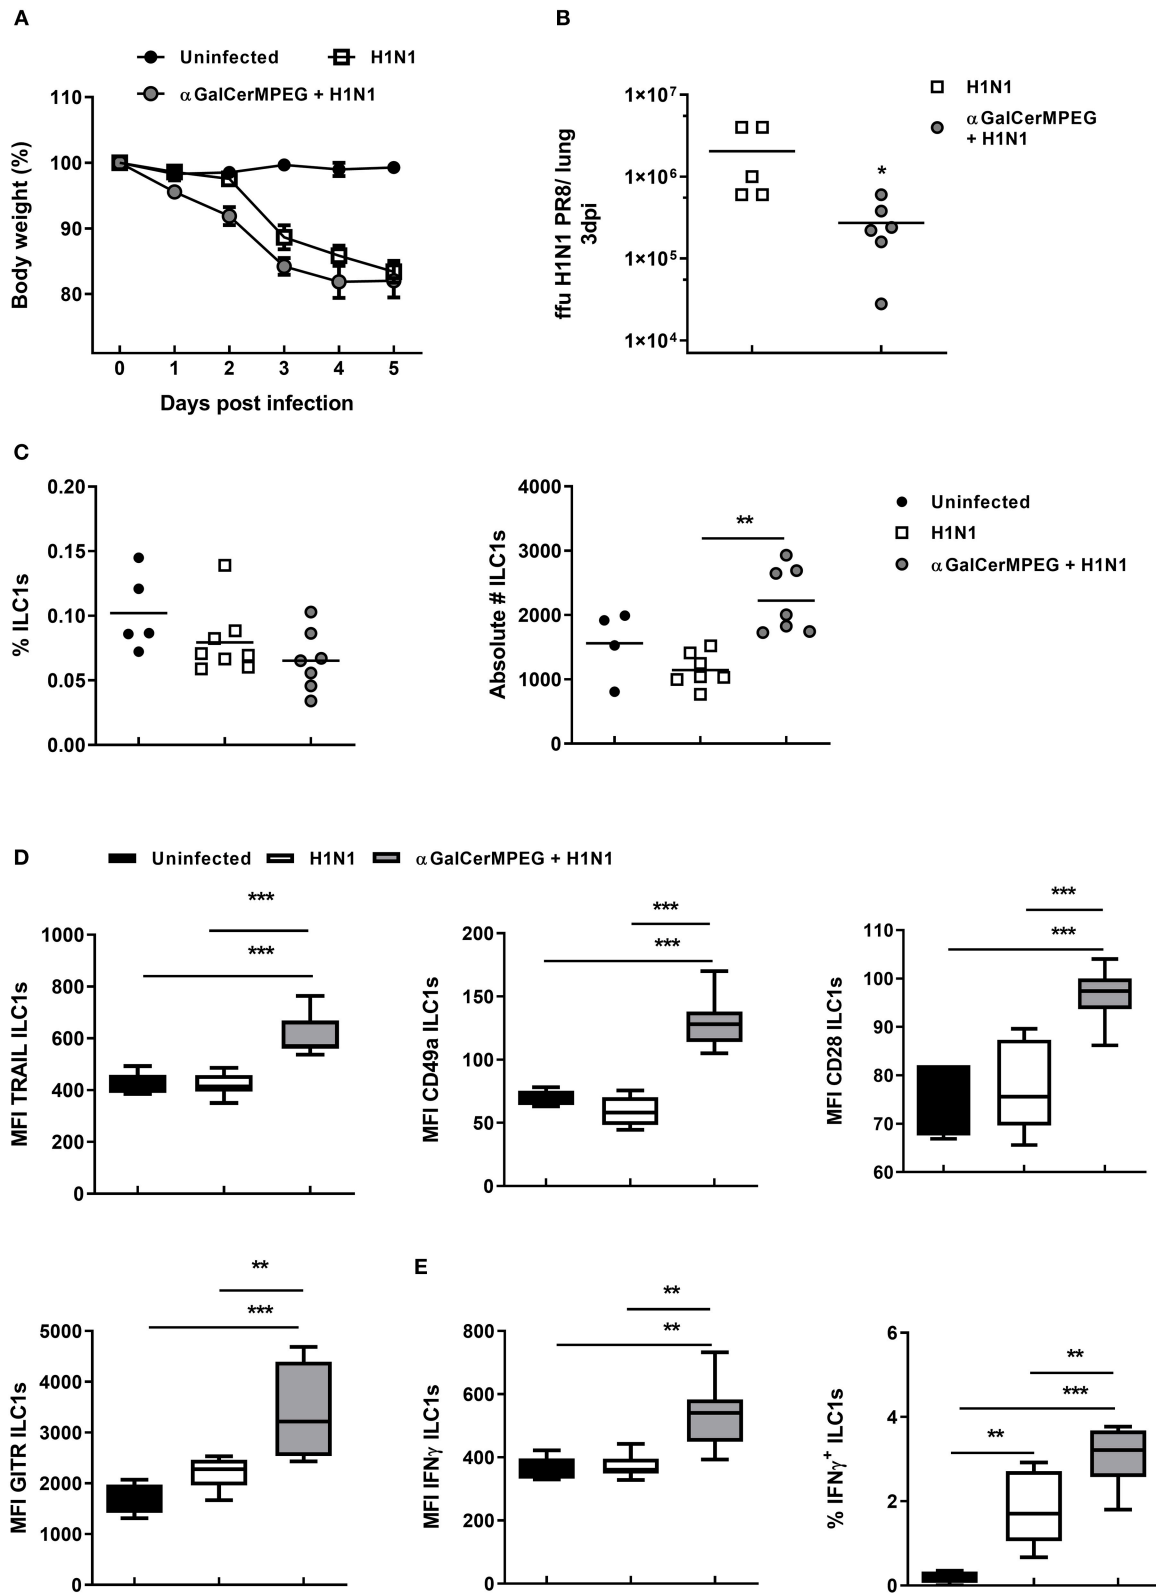 A
Uninfected
H1N1
αGalCerMPEG + H1N1
Body weight (%)
110
100
90
80
0 1 2 3 4 5
Days post infection
B
H1N1
αGalCerMPEG
+ H1N1
ffu H1N1 PR8/ lung
3dpi
1×10⁷
1×10⁶
1×10⁵
1×10⁴
*
C
% ILC1s
0.20
0.15
0.10
0.05
0.00
Absolute # ILC1s
4000
3000
2000
1000
0
**
Uninfected
H1N1
αGalCerMPEG + H1N1
D
Uninfected
H1N1
αGalCerMPEG + H1N1
MFI TRAIL ILC1s
1000
800
600
400
200
0
***
***
MFI CD49a ILC1s
200
150
100
50
0
***
***
MFI CD28 ILC1s
110
100
90
80
70
60
***
***
MFI GITR ILC1s
5000
4000
3000
2000
1000
0
**
***
E
MFI IFNγ ILC1s
800
600
400
200
0
**
**
% IFNγ⁺ ILC1s
6
4
2
0
**
***
**